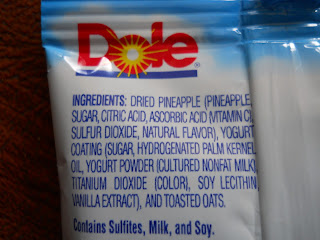 Dole®
INGREDIENTS: DRIED PINEAPPLE (PINEAPPLE,
SUGAR, CITRIC ACID, ASCORBIC ACID (VITAMIN C),
SULFUR DIOXIDE, NATURAL FLAVOR), YOGURT
COATING (SUGAR, HYDROGENATED PALM KERNEL
OIL, YOGURT POWDER (CULTURED NONFAT MILK),
TITANIUM DIOXIDE (COLOR), SOY LECITHIN,
VANILLA EXTRACT), AND TOASTED OATS.
Contains Sulfites, Milk, and Soy.